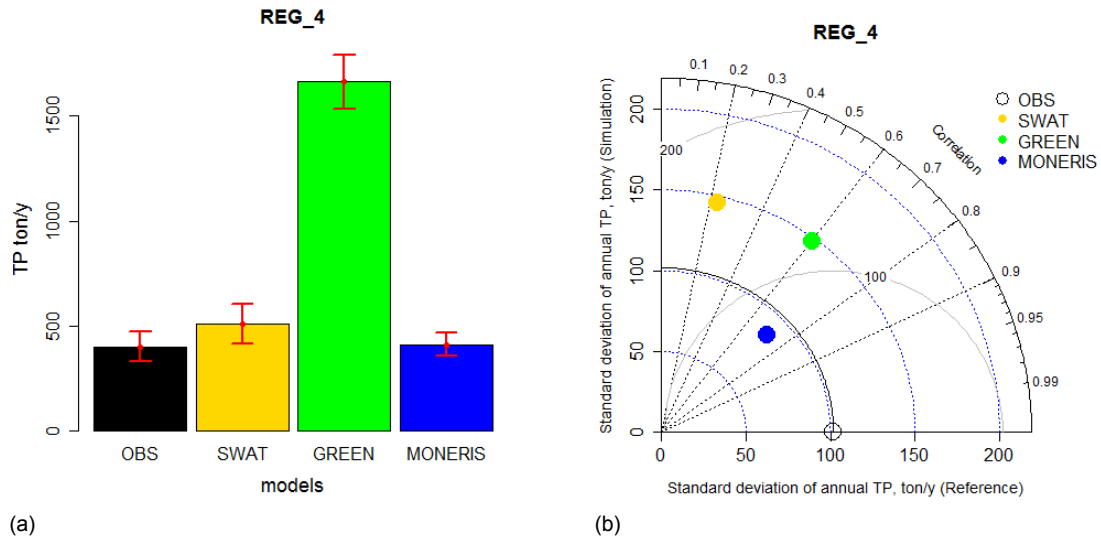 REG_4
TP ton/y
1500
1000
500
0
OBS SWAT GREEN MONERIS
models
(a)
REG_4
Standard deviation of annual TP, ton/y (Simulation)
200
150
100
50
0
0.1 0.2 0.3 0.4 0.5 0.6 0.7 0.8 0.9 0.95 0.99
Correlation
200
100
OBS
SWAT
GREEN
MONERIS
0 50 100 150 200
Standard deviation of annual TP, ton/y (Reference)
(b)